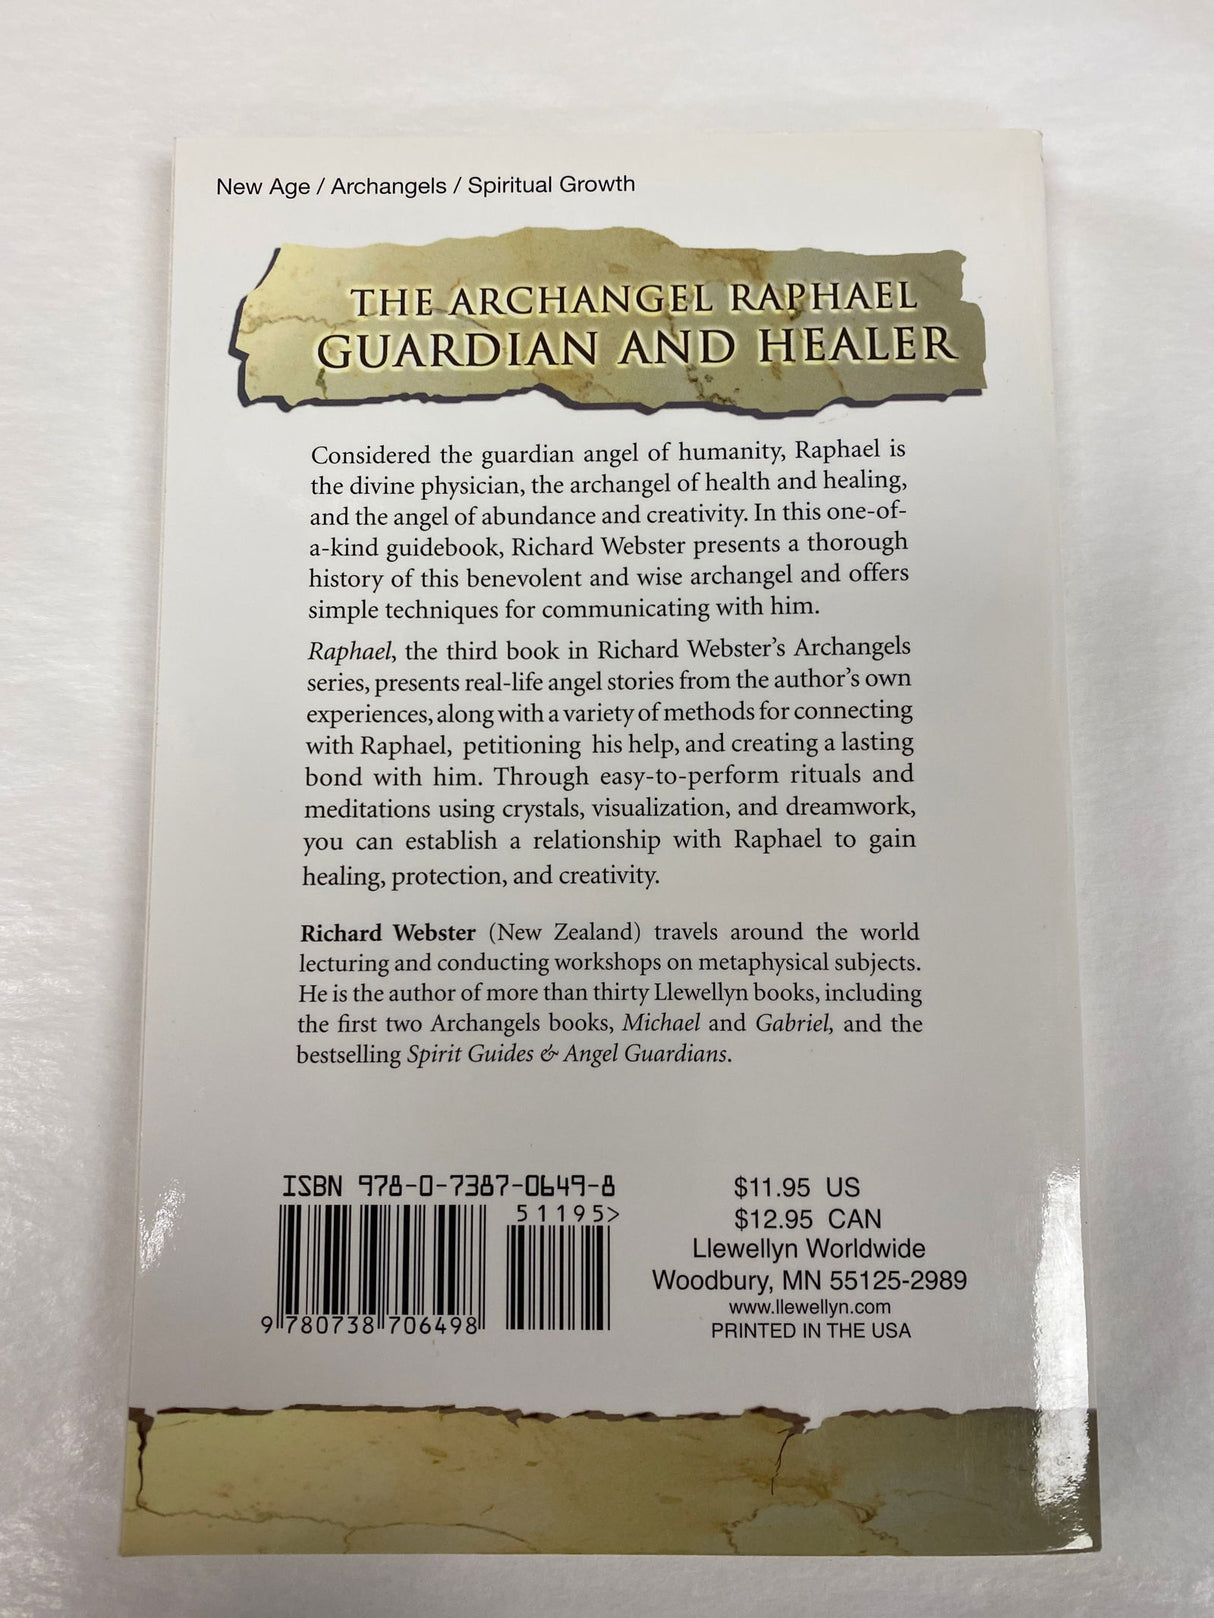 New Age / Archangels / Spiritual Growth
THE ARCHANGEL RAPHAEL
GUARDIAN AND HEALER
Considered the guardian angel of humanity, Raphael is
the divine physician, the archangel of health and healing,
and the angel of abundance and creativity. In this one-of-
a-kind guidebook, Richard Webster presents a thorough
history of this benevolent and wise archangel and offers
simple techniques for communicating with him.
Raphael, the third book in Richard Webster's Archangels
series, presents real-life angel stories from the author's own
experiences, along with a variety of methods for connecting
with Raphael, petitioning his help, and creating a lasting
bond with him. Through easy-to-perform rituals and
meditations using crystals, visualization, and dreamwork,
you can establish a relationship with Raphael to gain
healing, protection, and creativity.
Richard Webster (New Zealand) travels around the world
lecturing and conducting workshops on metaphysical subjects.
He is the author of more than thirty Llewellyn books, including
the first two Archangels books, Michael and Gabriel, and the
bestselling Spirit Guides & Angel Guardians.
ISBN 978-0-7387-0649-8
51195>
9 780738 706498
$11.95 US
$12.95 CAN
Llewellyn Worldwide
Woodbury, MN 55125-2989
www.llewellyn.com
PRINTED IN THE USA